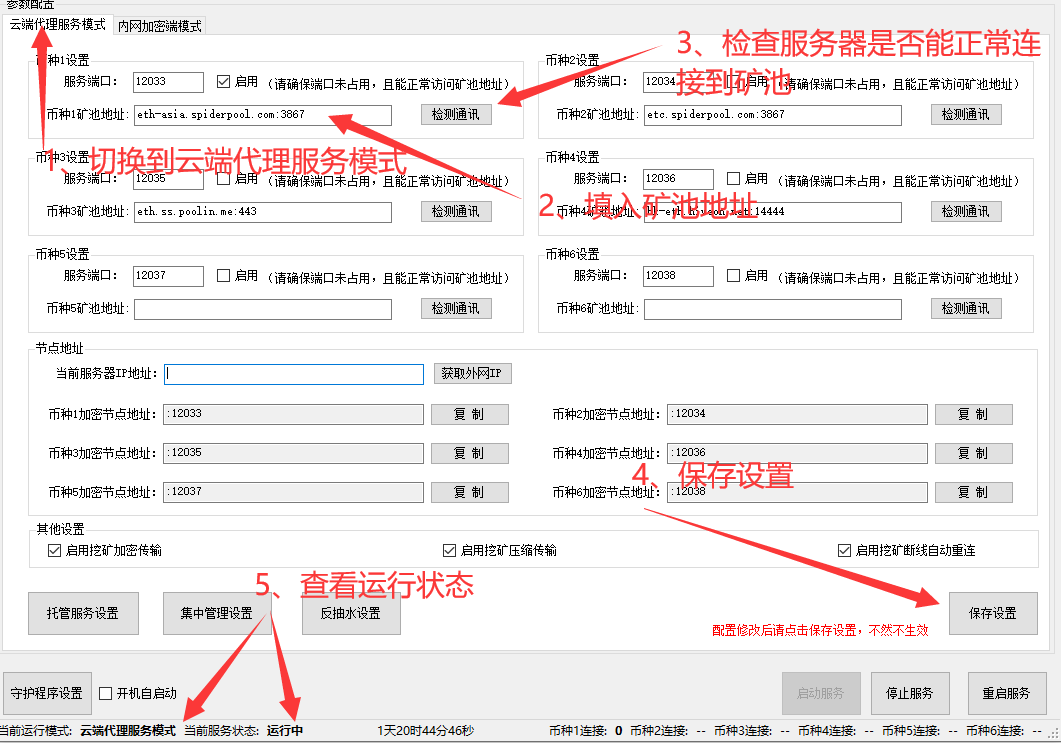 参数配置
云端代理服务模式 内网加密端模式
币种1设置
服务端口: 12033 启用 (请确保端口未占用，且能正常访问矿池地址)
币种1矿池地址: eth-asia.spiderpool.com:3867 检测通讯
币种2设置
服务端口: 12034 启用 (请确保端口未占用，且能正常访问矿池地址)
币种2矿池地址: etc.spiderpool.com:3867 检测通讯
3、检查服务器是否能正常连
接到矿池
币种3设置
服务端口: 12035 启用 (请确保端口未占用，且能正常访问矿池地址)
币种3矿池地址: eth.ss.poolin.me:443 检测通讯
1、切换到云端代理服务模式
币种4设置
服务端口: 12036 启用 (请确保端口未占用，且能正常访问矿池地址)
币种4矿池地址: hk-eth.hiveon.net:14444 检测通讯
2、填入矿池地址
币种5设置
服务端口: 12037 启用 (请确保端口未占用，且能正常访问矿池地址)
币种5矿池地址: 检测通讯
币种6设置
服务端口: 12038 启用 (请确保端口未占用，且能正常访问矿池地址)
币种6矿池地址: 检测通讯
节点地址
当前服务器IP地址: 获取外网IP
币种1加密节点地址: :12033 复 制 币种2加密节点地址: :12034 复 制
币种3加密节点地址: :12035 复 制 币种4加密节点地址: :12036 复 制
币种5加密节点地址: :12037 复 制 币种6加密节点地址: :12038 复 制
4、保存设置
其他设置
启用挖矿加密传输 启用挖矿压缩传输 启用挖矿断线自动重连
5、查看运行状态
托管服务设置 集中管理设置 反抽水设置 保存设置
配置修改后请点击保存设置，不然不生效
守护程序设置 开机自启动 启动服务 停止服务 重启服务
当前运行模式: 云端代理服务模式 当前服务状态: 运行中 1天20时44分46秒 币种1连接: 0 币种2连接: -- 币种3连接: -- 币种4连接: -- 币种5连接: -- 币种6连接: --